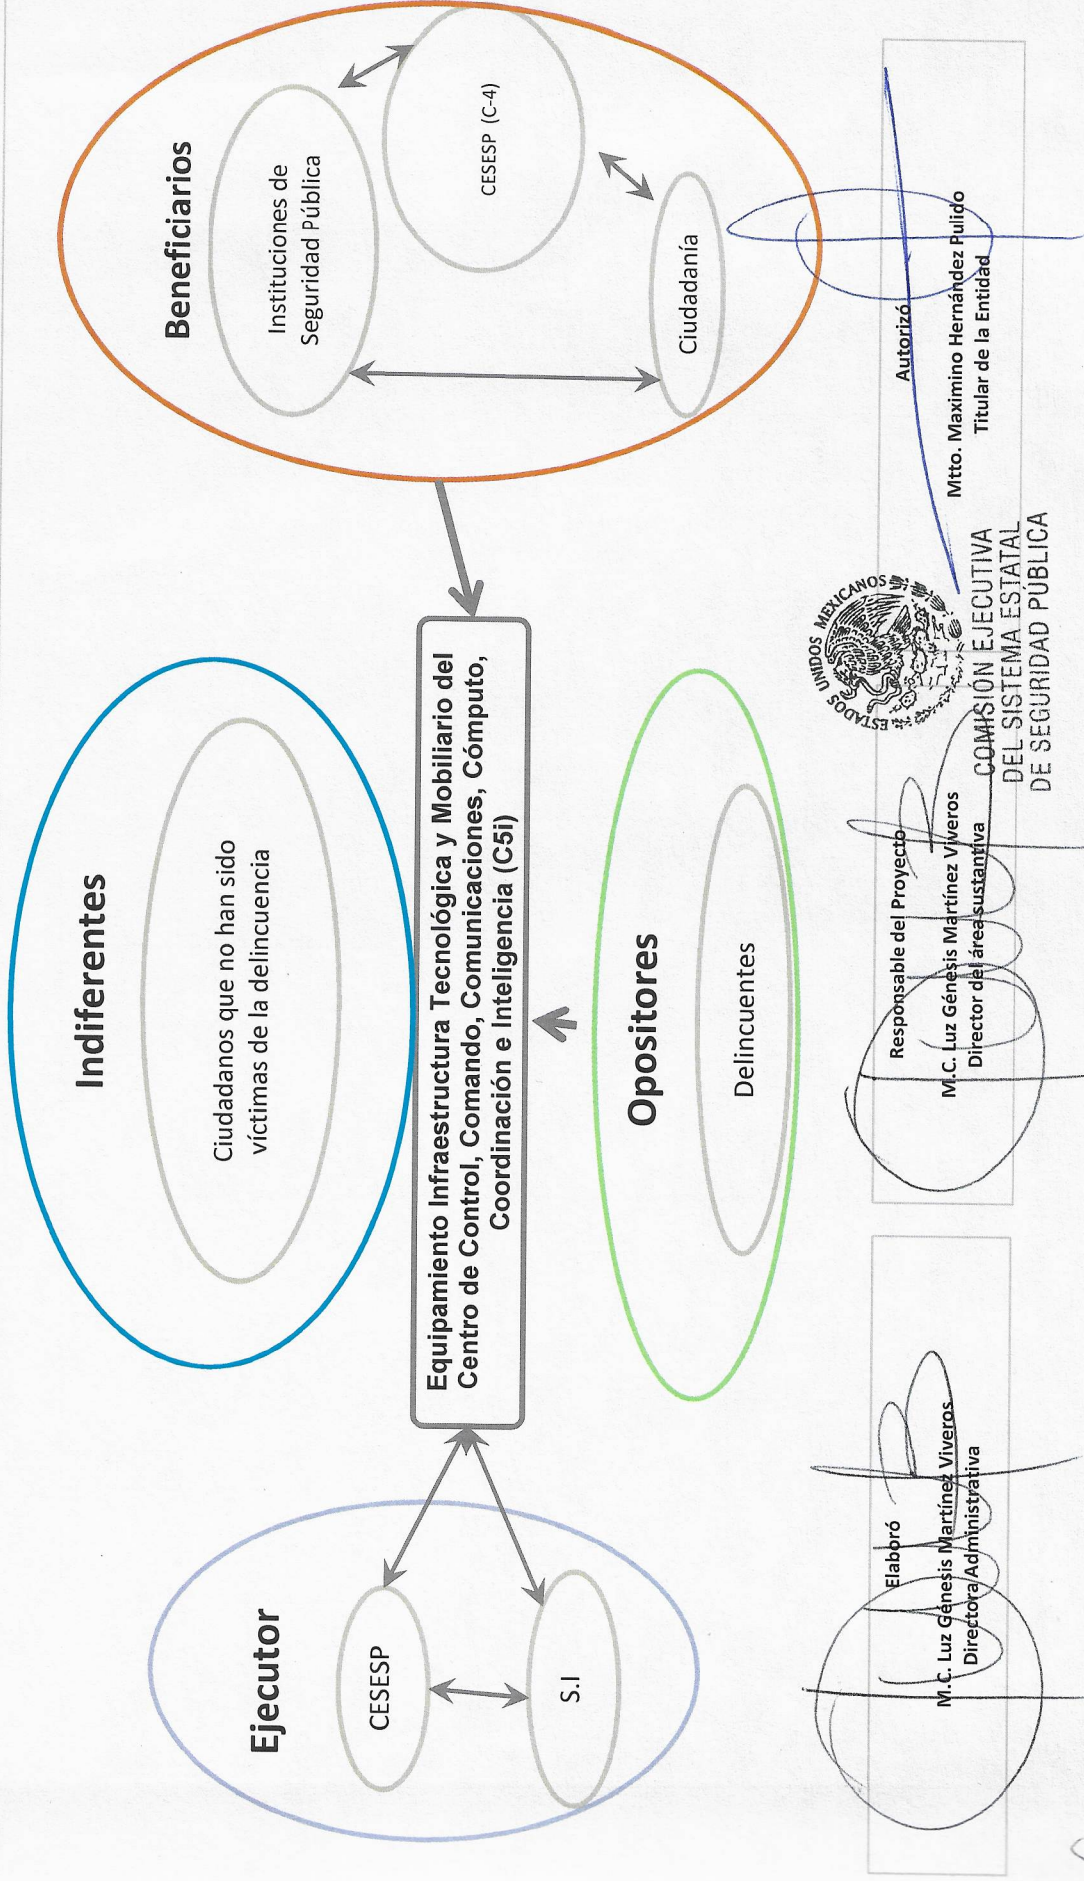 Indiferentes
Ciudadanos que no han sido
víctimas de la delincuencia
Ejecutor
CESESP
S.I
Equipamiento Infraestructura Tecnológica y Mobiliario del
Centro de Control, Comando, Comunicaciones, Cómputo,
Coordinación e Inteligencia (C5i)
Beneficiarios
Instituciones de
Seguridad Pública
CESESP (C-4)
Ciudadanía
Opositores
Delincuentes
Elaboró
M.C. Luz Génesis Martínez Viveros
Directora Administrativa
Responsable del Proyecto
M.C. Luz Génesis Martínez Viveros
Director del área sustantiva
ESTADOS UNIDOS MEXICANOS
COMISIÓN EJECUTIVA
DEL SISTEMA ESTATAL
DE SEGURIDAD PÚBLICA
Autorizó
Mtto. Maximino Hernández Pulido
Titular de la Entidad